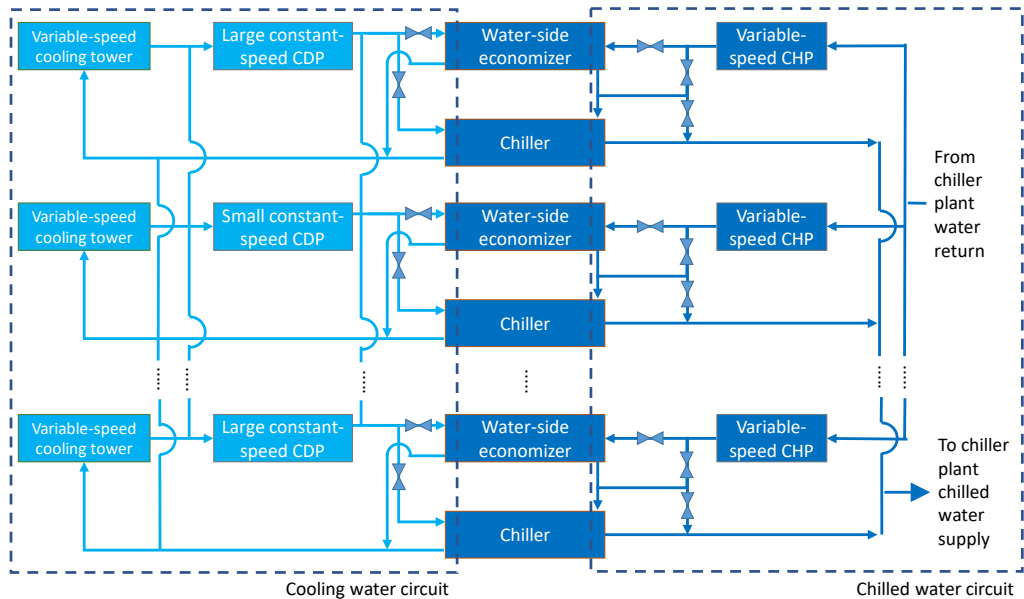 Variable-speed
cooling tower
Large constant-
speed CDP
Water-side
economizer
Variable-
speed CHP
Chiller
From
chiller
plant
water
return
Variable-speed
cooling tower
Small constant-
speed CDP
Water-side
economizer
Variable-
speed CHP
Chiller
......
......
......
......
......
......
Variable-speed
cooling tower
Large constant-
speed CDP
Water-side
economizer
Variable-
speed CHP
Chiller
To chiller
plant
chilled
water
supply
Cooling water circuit
Chilled water circuit